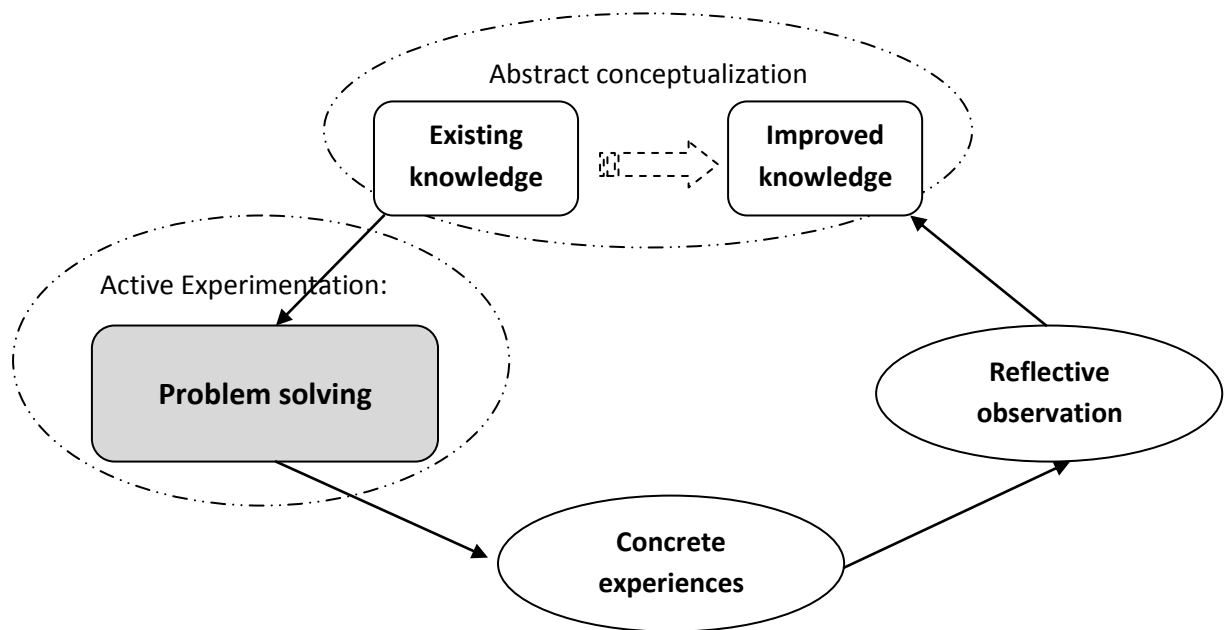 Abstract conceptualization
Existing
knowledge
Improved
knowledge
Active Experimentation:
Problem solving
Reflective
observation
Concrete
experiences